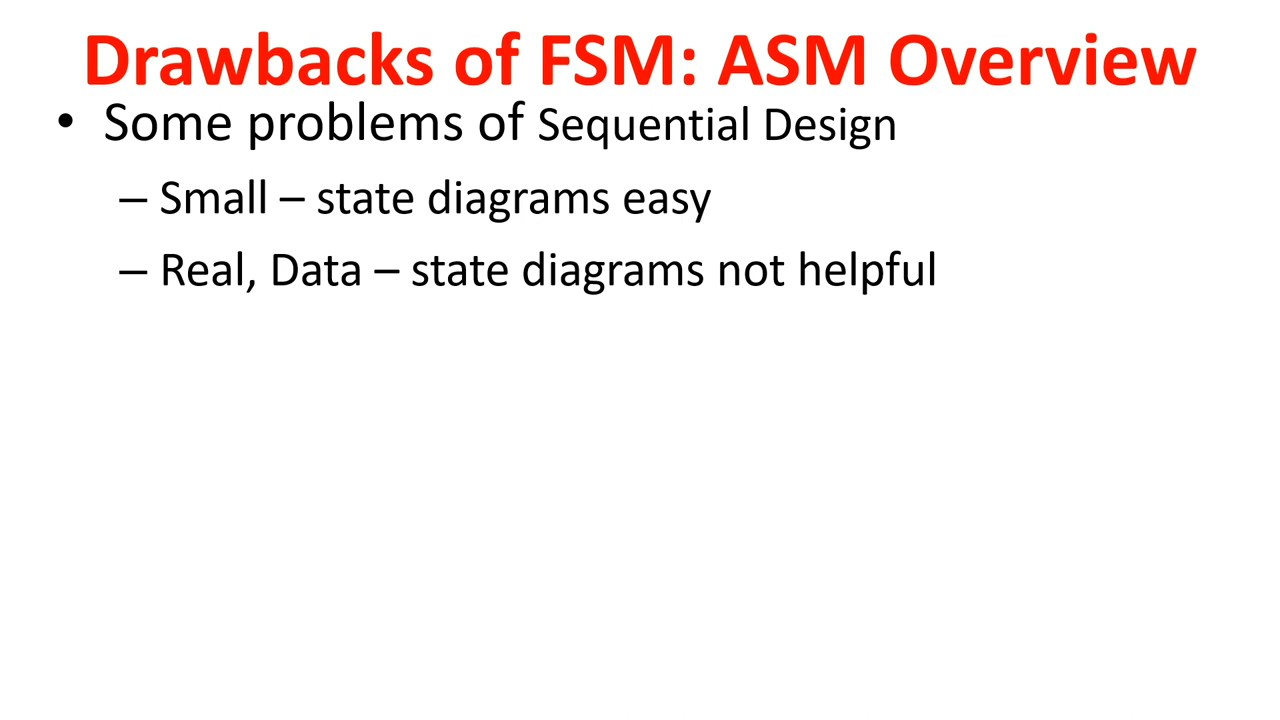 Drawbacks of FSM: ASM Overview
• Some problems of Sequential Design
– Small – state diagrams easy
– Real, Data – state diagrams not helpful